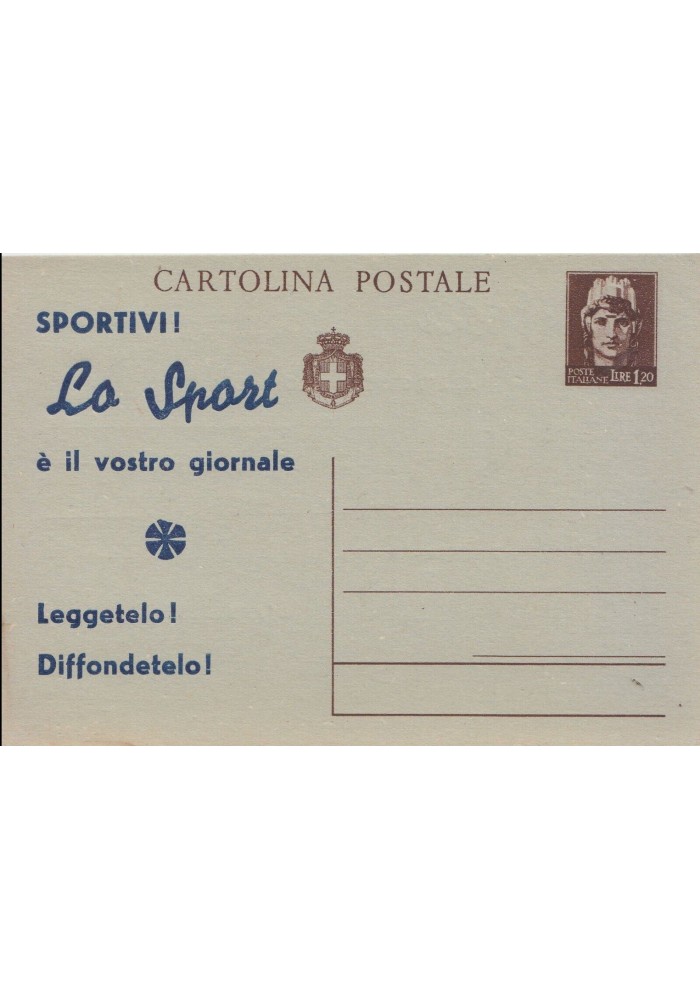 CARTOLINA POSTALE
SPORTIVI!
Lo Sport
è il vostro giornale
Leggetelo!
Diffondetelo!
POSTE
ITALIANE LIRE 1,20